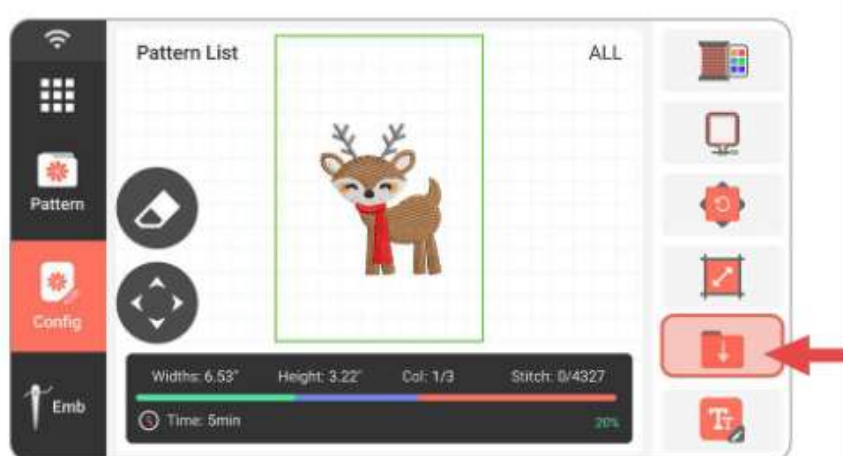 Pattern List
ALL
Pattern
Config
Emb
Widths: 6.53" Height: 3.22" Col: 1/3 Stitch: 0/4327
Time: 5min
20%
TT